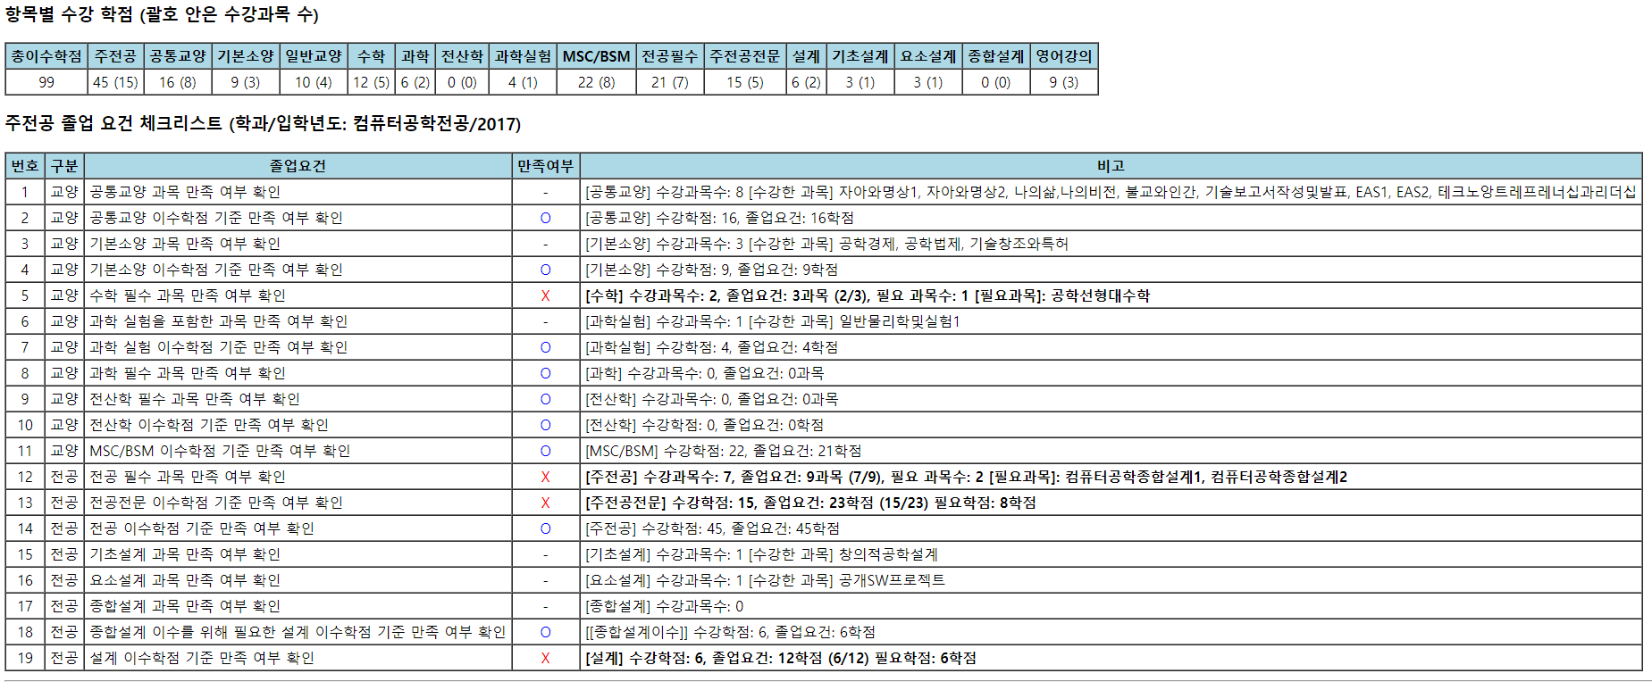 항목별 수강 학점 (괄호 안은 수강과목 수)
총이수학점 주전공 공통교양 기본소양 일반교양 수학 과학 전산학 과학실험 MSC/BSM 전공필수 주전공전문 설계 기초설계 요소설계 종합설계 영어강의
99 45 (15) 16 (8) 9 (3) 10 (4) 12 (5) 6 (2) 0 (0) 4 (1) 22 (8) 21 (7) 15 (5) 6 (2) 3 (1) 3 (1) 0 (0) 9 (3)
주전공 졸업 요건 체크리스트 (학과/입학년도: 컴퓨터공학전공/2017)
번호 구분 졸업요건 만족여부 비고
1 교양 공통교양 과목 만족 여부 확인 - [공통교양] 수강과목수: 8 [수강한 과목] 자아와명상1, 자아와명상2, 나의삶,나의비전, 불교와인간, 기술보고서작성및발표, EAS1, EAS2, 테크노앙트레프레너십과리더십
2 교양 공통교양 이수학점 기준 만족 여부 확인 O [공통교양] 수강학점: 16, 졸업요건: 16학점
3 교양 기본소양 과목 만족 여부 확인 - [기본소양] 수강과목수: 3 [수강한 과목] 공학경제, 공학법제, 기술창조와특허
4 교양 기본소양 이수학점 기준 만족 여부 확인 O [기본소양] 수강학점: 9, 졸업요건: 9학점
5 교양 수학 필수 과목 만족 여부 확인 X [수학] 수강과목수: 2, 졸업요건: 3과목 (2/3), 필요 과목수: 1 [필요과목]: 공학선형대수학
6 교양 과학 실험을 포함한 과목 만족 여부 확인 - [과학실험] 수강과목수: 1 [수강한 과목] 일반물리학및실험1
7 교양 과학 실험 이수학점 기준 만족 여부 확인 O [과학실험] 수강학점: 4, 졸업요건: 4학점
8 교양 과학 필수 과목 만족 여부 확인 O [과학] 수강과목수: 0, 졸업요건: 0과목
9 교양 전산학 필수 과목 만족 여부 확인 O [전산학] 수강과목수: 0, 졸업요건: 0과목
10 교양 전산학 이수학점 기준 만족 여부 확인 O [전산학] 수강학점: 0, 졸업요건: 0학점
11 교양 MSC/BSM 이수학점 기준 만족 여부 확인 O [MSC/BSM] 수강학점: 22, 졸업요건: 21학점
12 전공 전공 필수 과목 만족 여부 확인 X [주전공] 수강과목수: 7, 졸업요건: 9과목 (7/9), 필요 과목수: 2 [필요과목]: 컴퓨터공학종합설계1, 컴퓨터공학종합설계2
13 전공 전공전문 이수학점 기준 만족 여부 확인 X [주전공전문] 수강학점: 15, 졸업요건: 23학점 (15/23) 필요학점: 8학점
14 전공 전공 이수학점 기준 만족 여부 확인 O [주전공] 수강학점: 45, 졸업요건: 45학점
15 전공 기초설계 과목 만족 여부 확인 - [기초설계] 수강과목수: 1 [수강한 과목] 창의적공학설계
16 전공 요소설계 과목 만족 여부 확인 - [요소설계] 수강과목수: 1 [수강한 과목] 공개SW프로젝트
17 전공 종합설계 과목 만족 여부 확인 - [종합설계] 수강과목수: 0
18 전공 종합설계 이수를 위해 필요한 설계 이수학점 기준 만족 여부 확인 O [[종합설계이수]] 수강학점: 6, 졸업요건: 6학점
19 전공 설계 이수학점 기준 만족 여부 확인 X [설계] 수강학점: 6, 졸업요건: 12학점 (6/12) 필요학점: 6학점